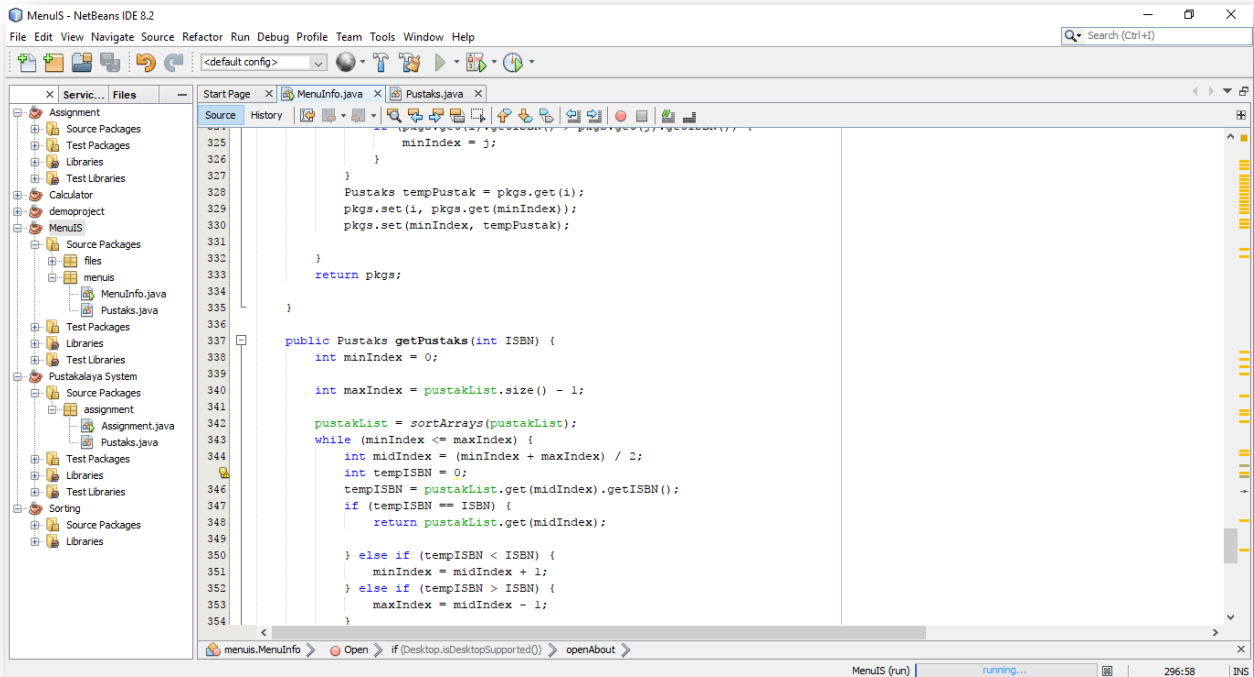 MenuIS - NetBeans IDE 8.2
File Edit View Navigate Source Refactor Run Debug Profile Team Tools Window Help
Search (Ctrl+I)
<default config>
Servic... Files
Start Page MenuInfo.java Pustaks.java
Source History
Assignment
Source Packages
Test Packages
Libraries
Test Libraries
Calculator
demoproject
MenuIS
Source Packages
files
menuis
MenuInfo.java
Pustaks.java
Test Packages
Libraries
Test Libraries
Pustakalaya System
Source Packages
assignment
Assignment.java
Pustaks.java
Test Packages
Libraries
Test Libraries
Sorting
Source Packages
Libraries
325 minIndex = j;
326 }
327 }
328 Pustaks tempPustak = pkgs.get(i);
329 pkgs.set(i, pkgs.get(minIndex));
330 pkgs.set(minIndex, tempPustak);
331
332 }
333 return pkgs;
334
335 }
336
337 public Pustaks getPustaks(int ISBN) {
338 int minIndex = 0;
339
340 int maxIndex = pustakList.size() - 1;
341
342 pustakList = sortArrays(pustakList);
343 while (minIndex <= maxIndex) {
344 int midIndex = (minIndex + maxIndex) / 2;
int tempISBN = 0;
346 tempISBN = pustakList.get(midIndex).getISBN();
347 if (tempISBN == ISBN) {
348 return pustakList.get(midIndex);
349
350 } else if (tempISBN < ISBN) {
351 minIndex = midIndex + 1;
352 } else if (tempISBN > ISBN) {
353 maxIndex = midIndex - 1;
354 }
menuis.MenuInfo Open if (Desktop.isDesktopSupported()) openAbout
MenuIS (run) running... 296:58 INS